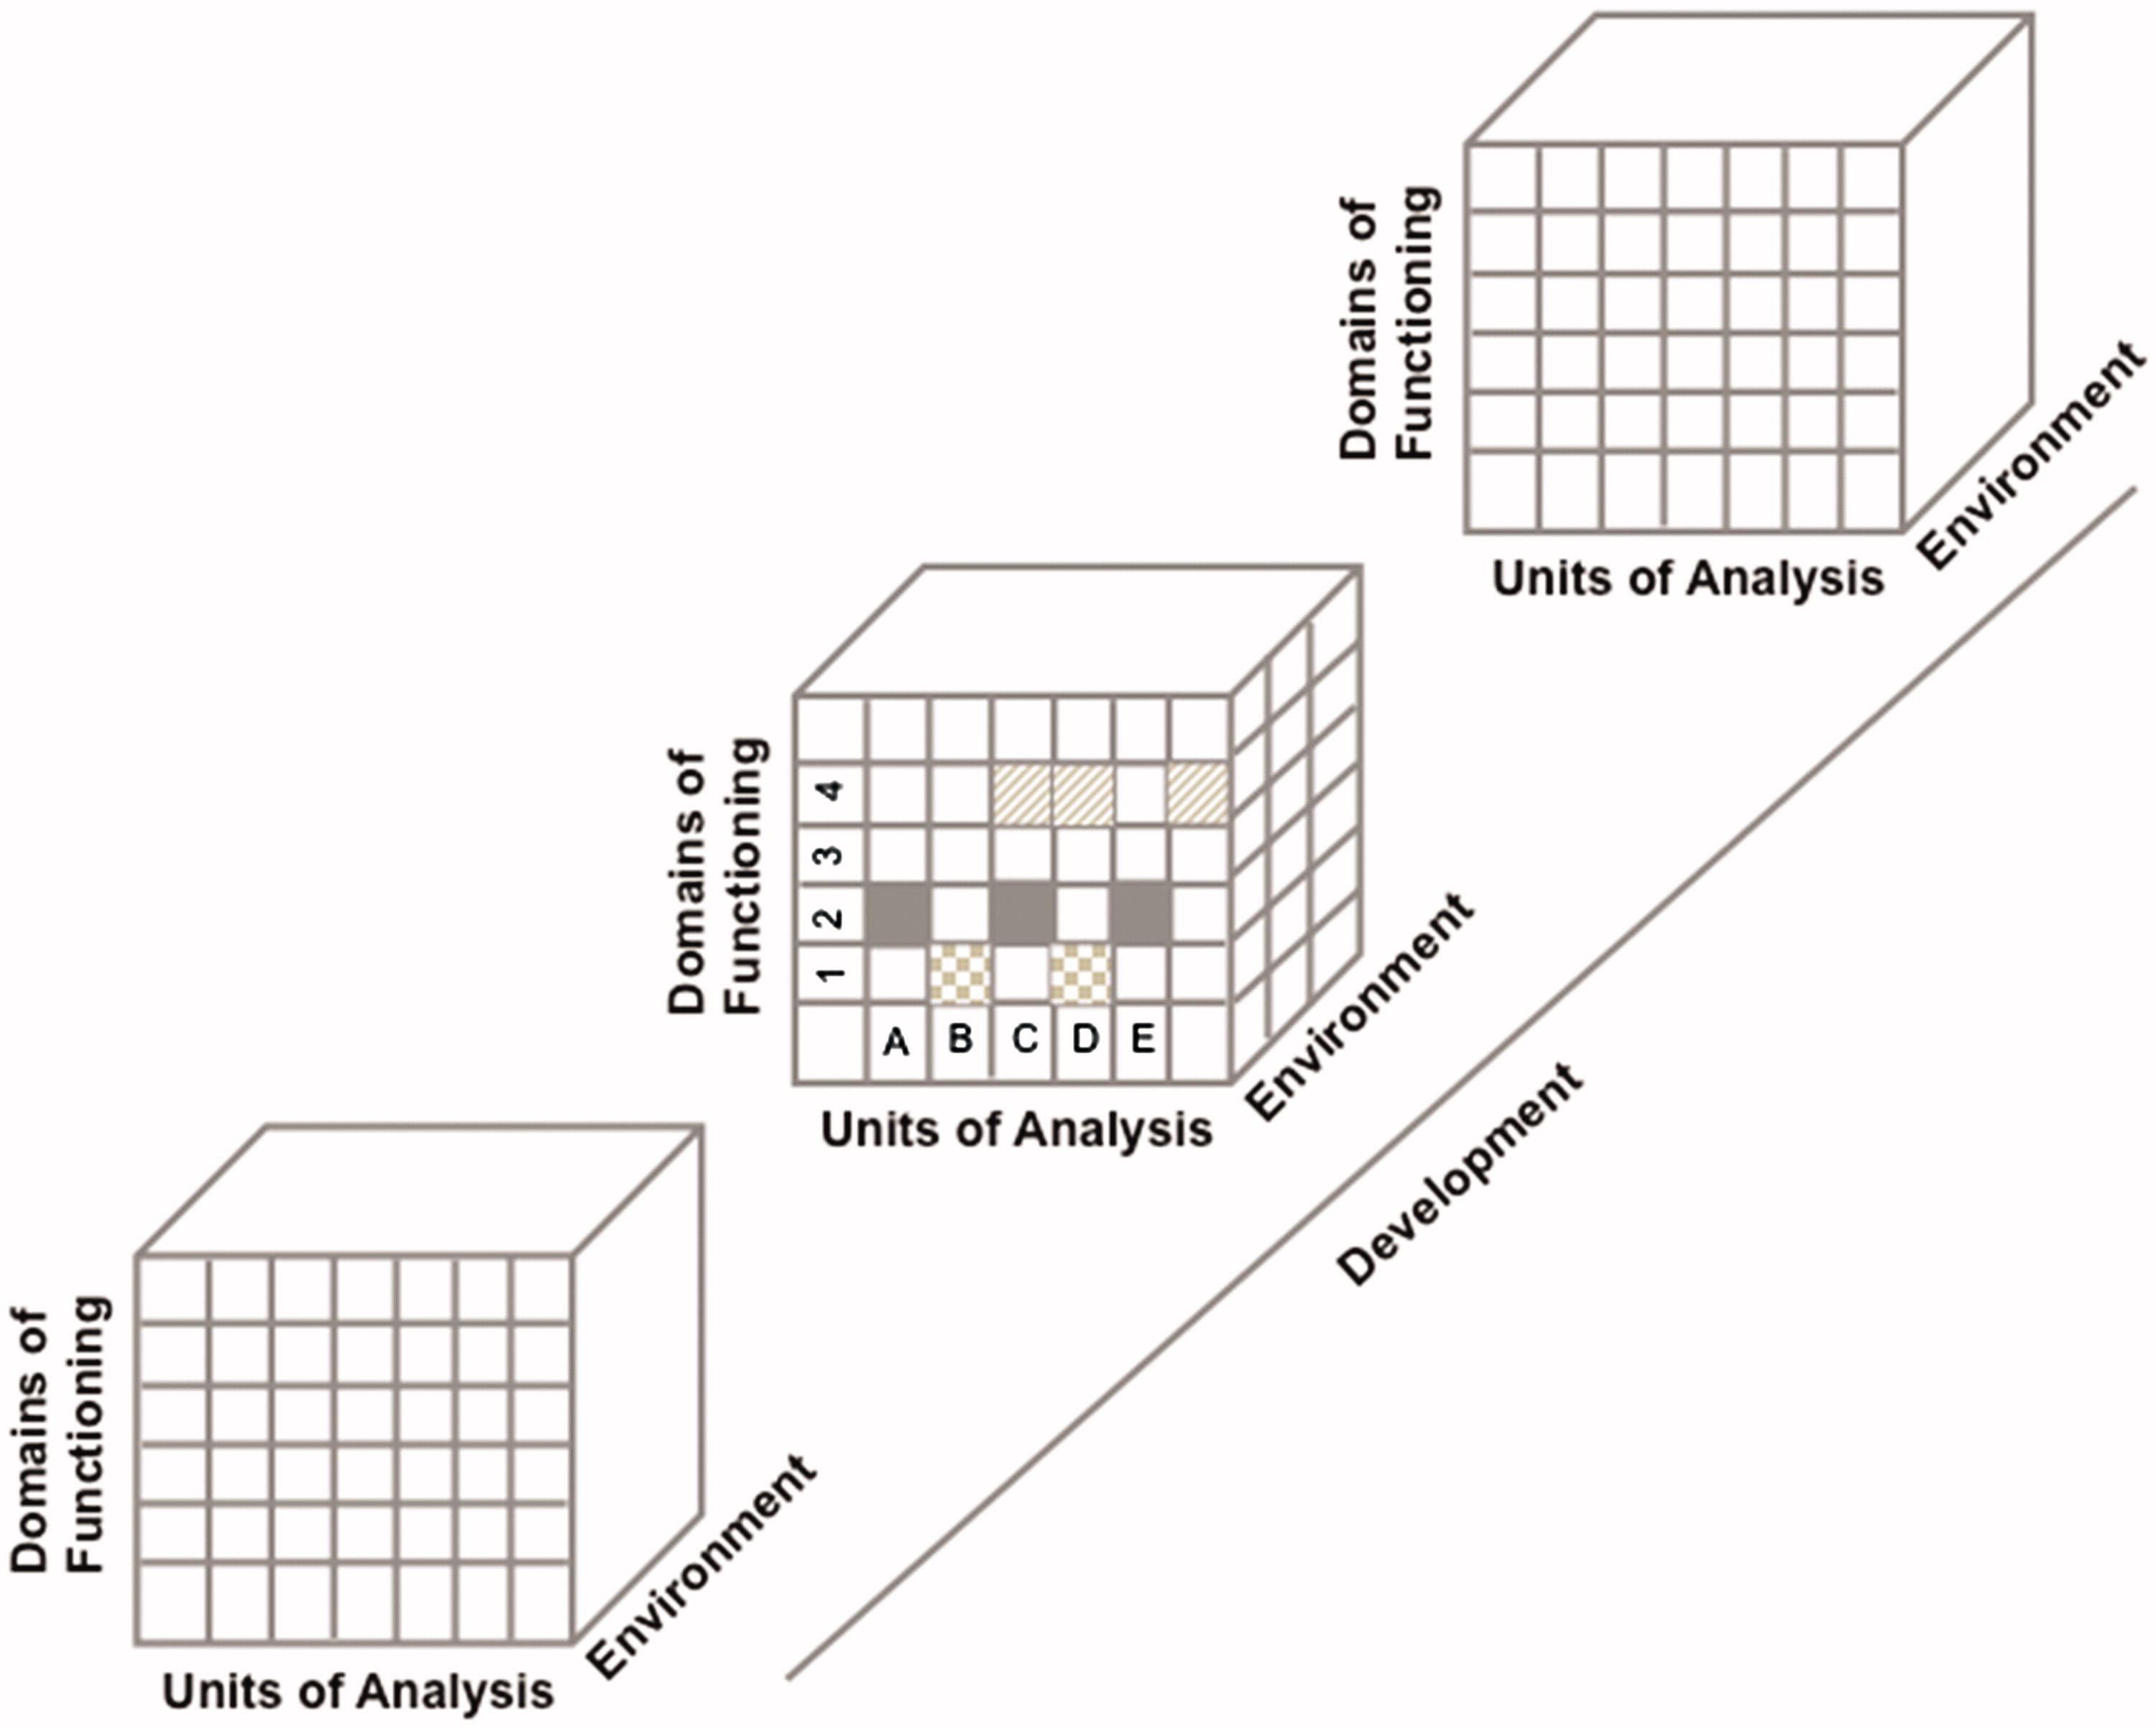 Domains of
Functioning
Units of Analysis
Environment
Domains of
Functioning
4
3
2
1
A B C D E
Units of Analysis
Environment
Development
Domains of
Functioning
Units of Analysis
Environment